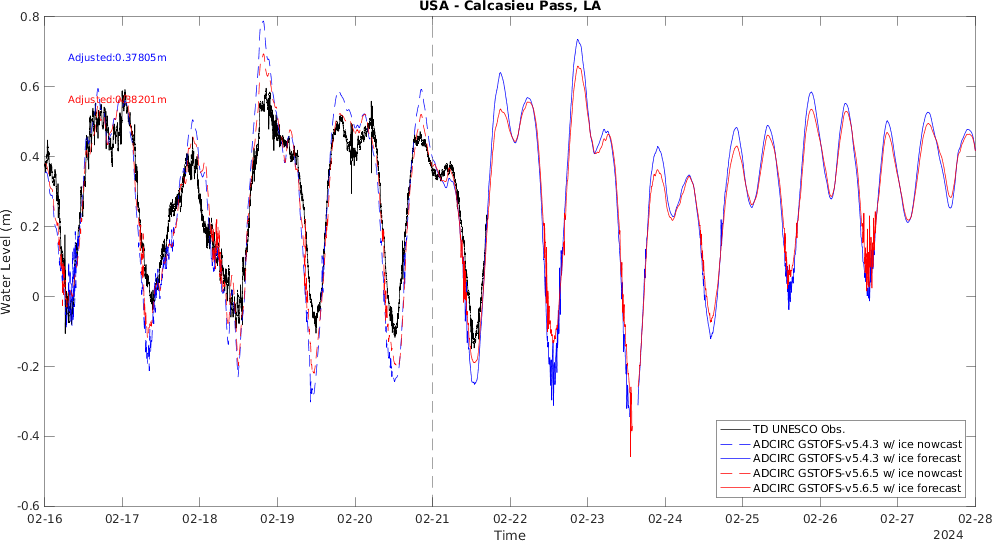 USA - Calcasieu Pass, LA
Adjusted:0.37805m
Adjusted:0.38201m
Water Level (m)
0.8
0.6
0.4
0.2
0
-0.2
-0.4
-0.6
TD UNESCO Obs.
ADCIRC GSTOFS-v5.4.3 w/ ice nowcast
ADCIRC GSTOFS-v5.4.3 w/ ice forecast
ADCIRC GSTOFS-v5.6.5 w/ ice nowcast
ADCIRC GSTOFS-v5.6.5 w/ ice forecast
02-16 02-17 02-18 02-19 02-20 02-21 02-22 02-23 02-24 02-25 02-26 02-27 02-28
Time
2024